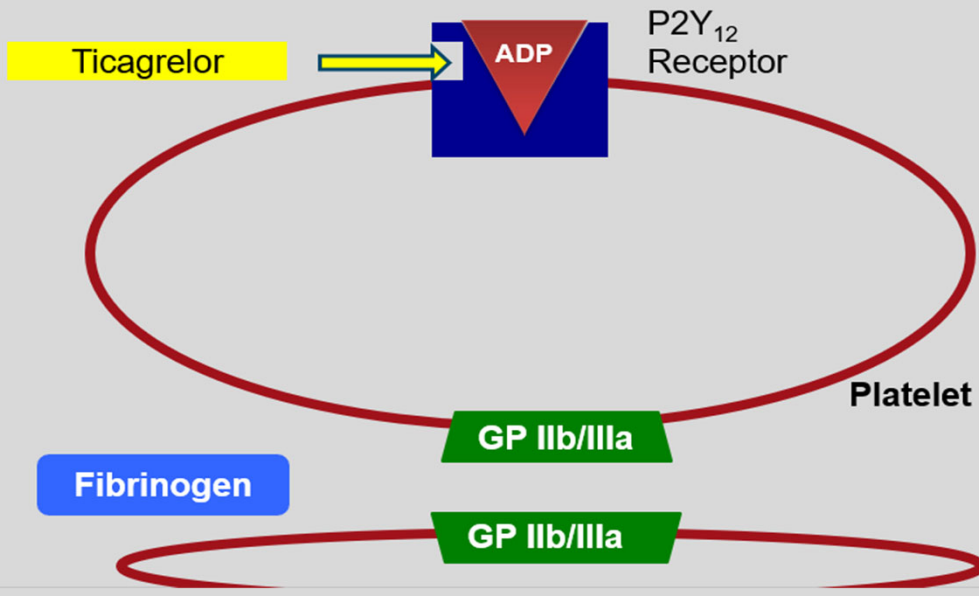 Ticagrelor
ADP
P2Y₁₂
Receptor
Platelet
GP IIb/IIIa
Fibrinogen
GP IIb/IIIa